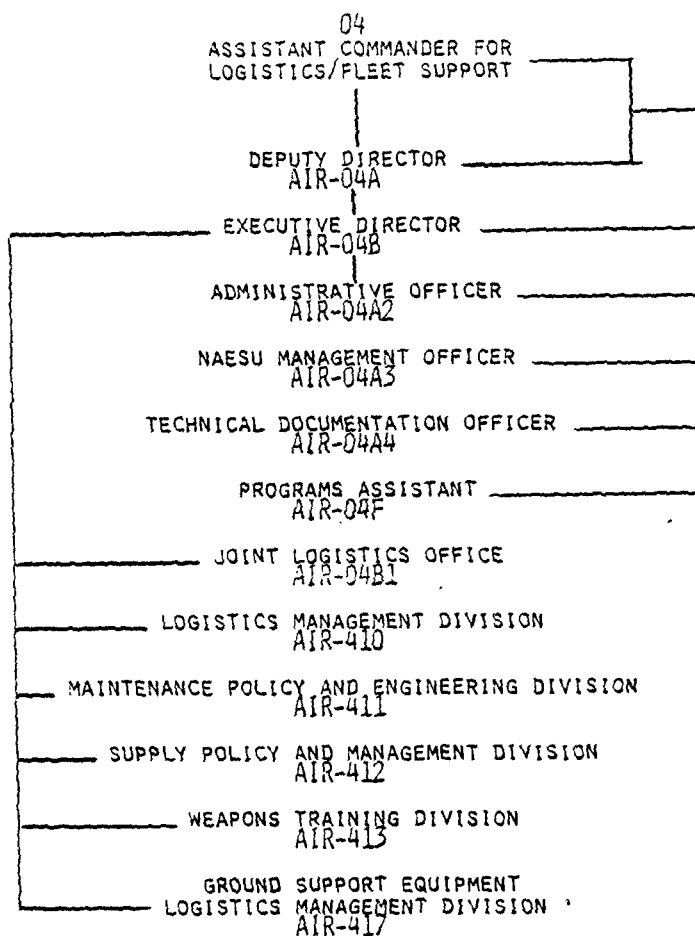 04
ASSISTANT COMMANDER FOR
LOGISTICS/FLEET SUPPORT
DEPUTY DIRECTOR
AIR-04A
EXECUTIVE DIRECTOR
AIR-04B
ADMINISTRATIVE OFFICER
AIR-04A2
NAESU MANAGEMENT OFFICER
AIR-04A3
TECHNICAL DOCUMENTATION OFFICER
AIR-04A4
PROGRAMS ASSISTANT
AIR-04F
JOINT LOGISTICS OFFICE
AIR-04B1
LOGISTICS MANAGEMENT DIVISION
AIR-410
MAINTENANCE POLICY AND ENGINEERING DIVISION
AIR-411
SUPPLY POLICY AND MANAGEMENT DIVISION
AIR-412
WEAPONS TRAINING DIVISION
AIR-413
GROUND SUPPORT EQUIPMENT
LOGISTICS MANAGEMENT DIVISION
AIR-417